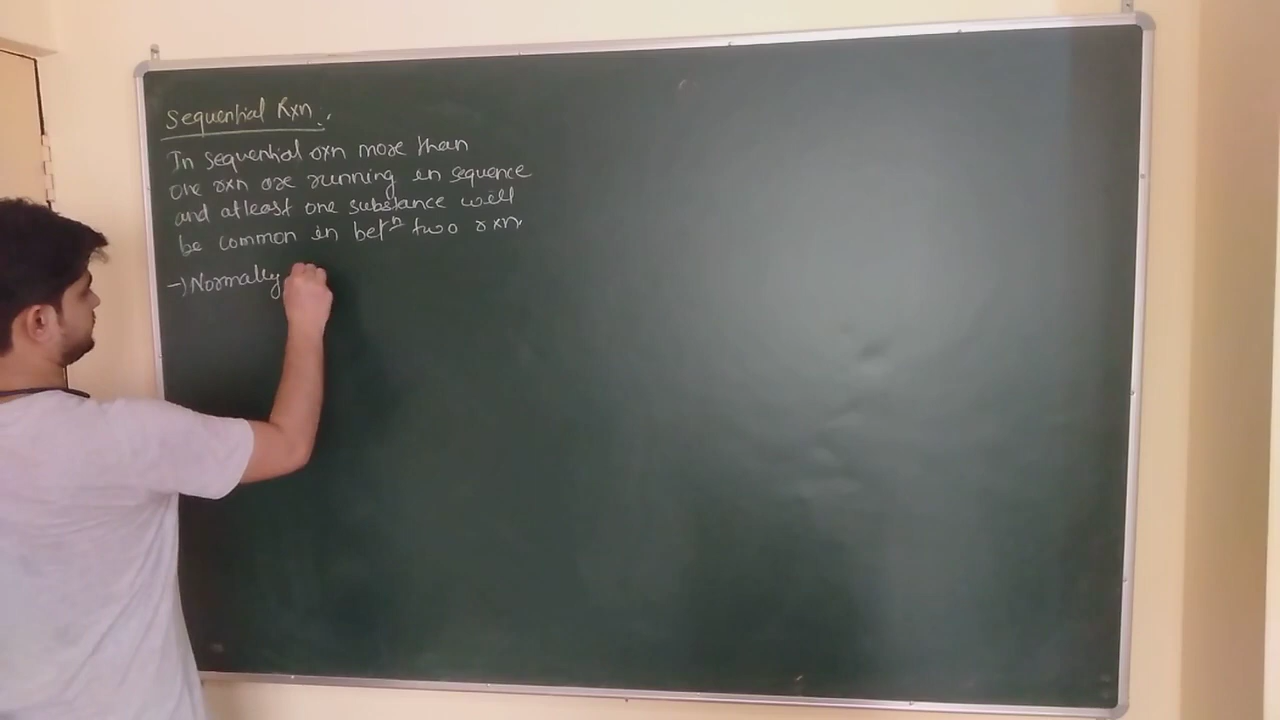 Sequential Rxn :
In sequential rxn more than
one rxn are running in sequence
and atleast one substance will
be common in betn two rxn.
→ Normally